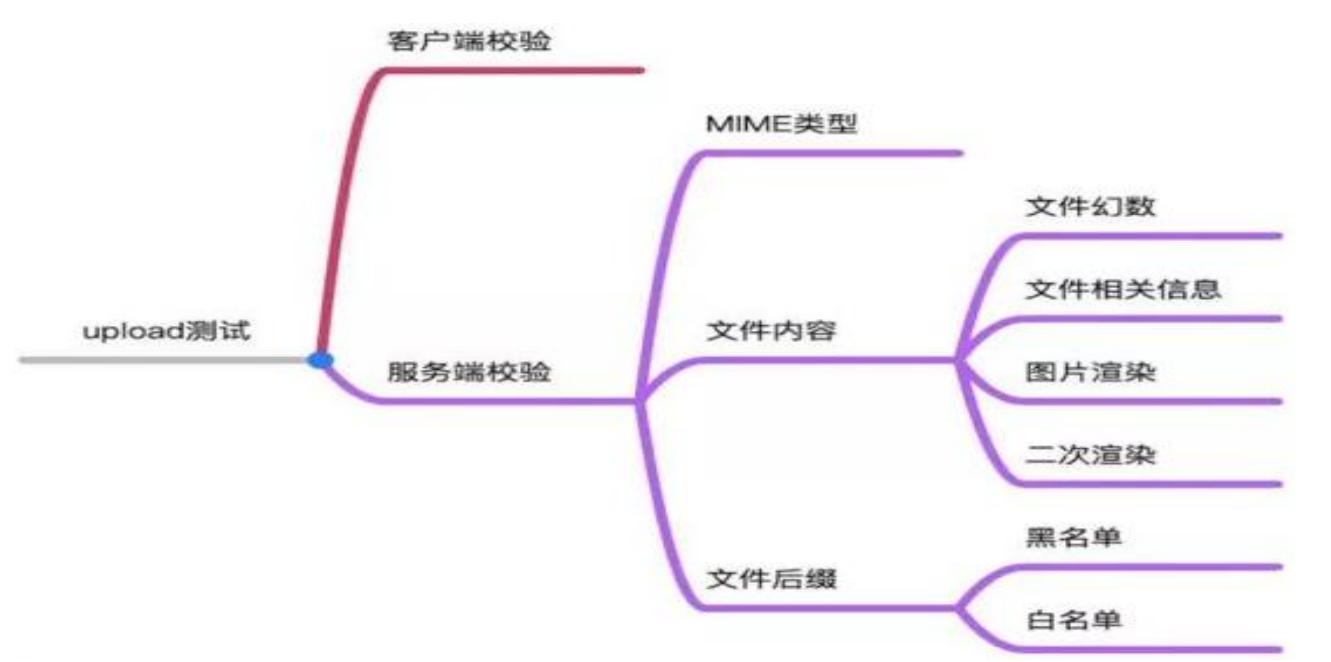 客户端校验
MIME类型
文件幻数
文件相关信息
upload测试
文件内容
服务端校验
图片渲染
二次渲染
黑名单
文件后缀
白名单